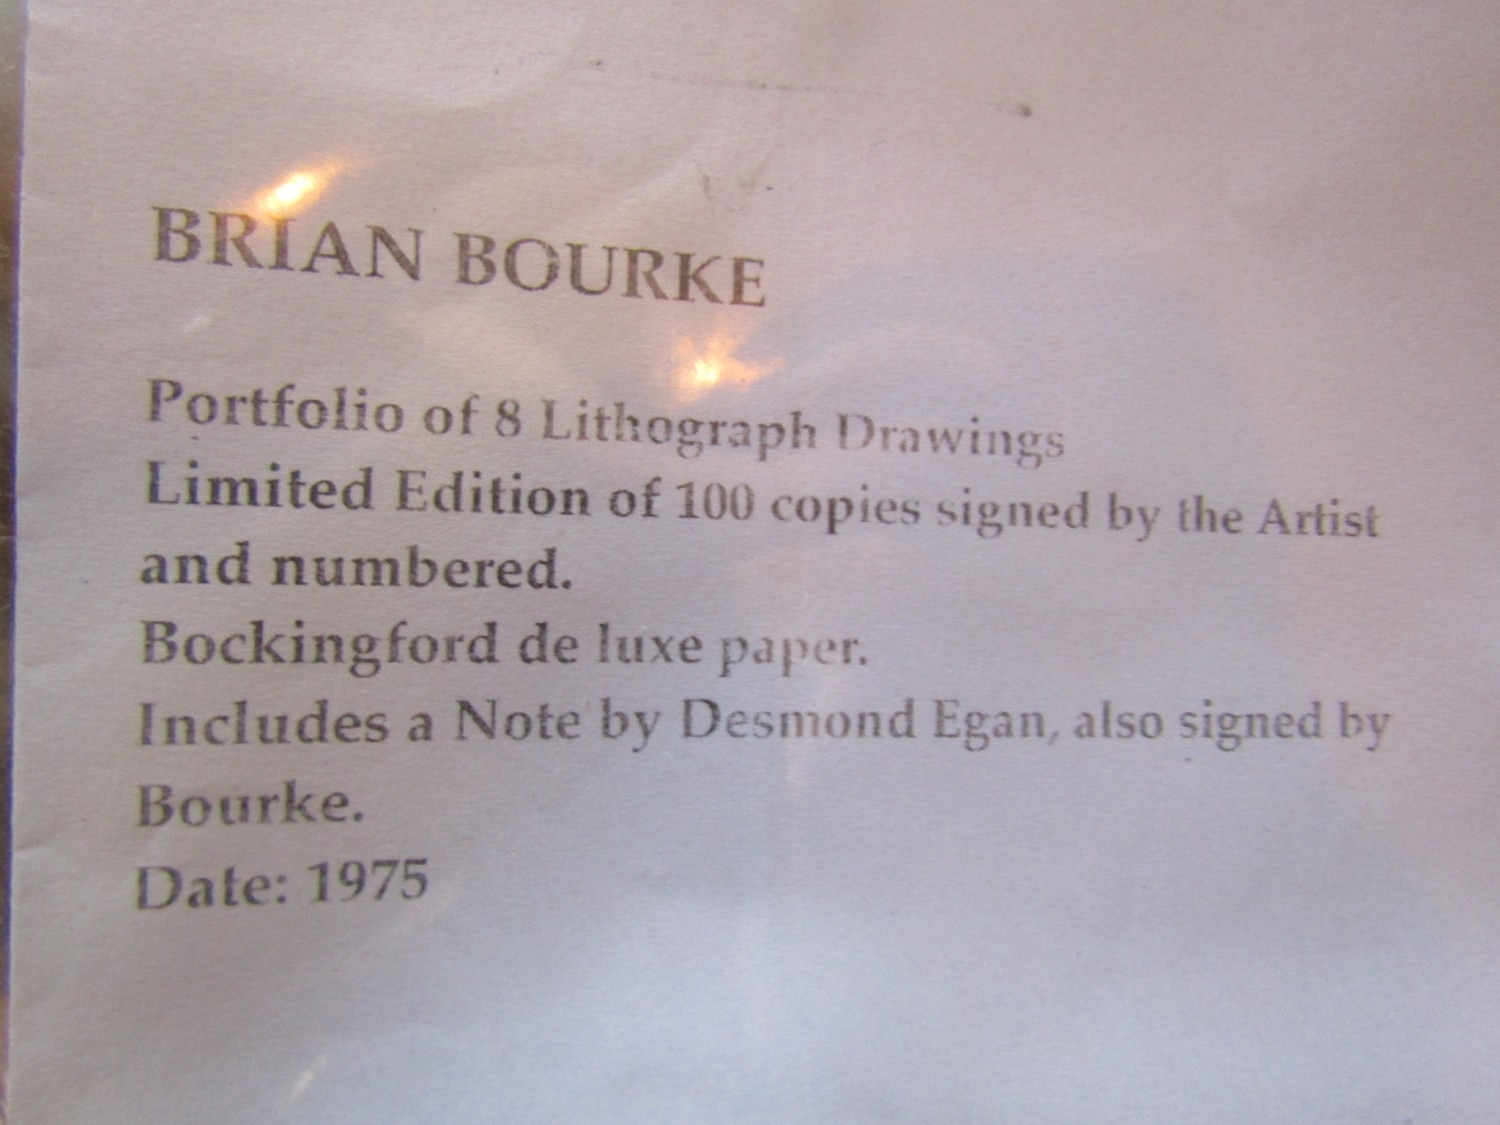 BRIAN BOURKE
Portfolio of 8 Lithograph Drawings
Limited Edition of 100 copies signed by the Artist
and numbered.
Bockingford de luxe paper.
Includes a Note by Desmond Egan, also signed by
Bourke.
Date: 1975